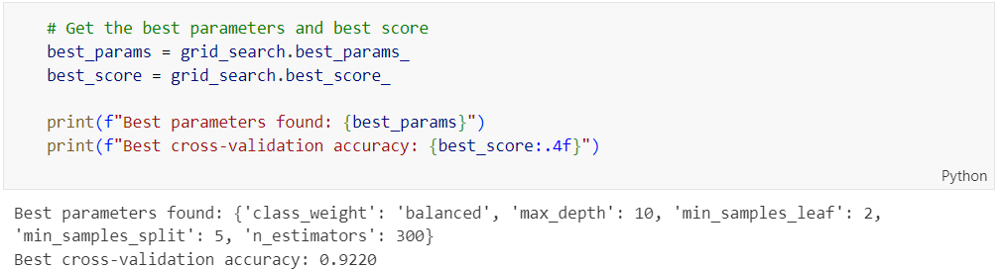 # Get the best parameters and best score
best_params = grid_search.best_params_
best_score = grid_search.best_score_
print(f"Best parameters found: {best_params}")
print(f"Best cross-validation accuracy: {best_score:.4f}")
Python
Best parameters found: {'class_weight': 'balanced', 'max_depth': 10, 'min_samples_leaf': 2,
'min_samples_split': 5, 'n_estimators': 300}
Best cross-validation accuracy: 0.9220